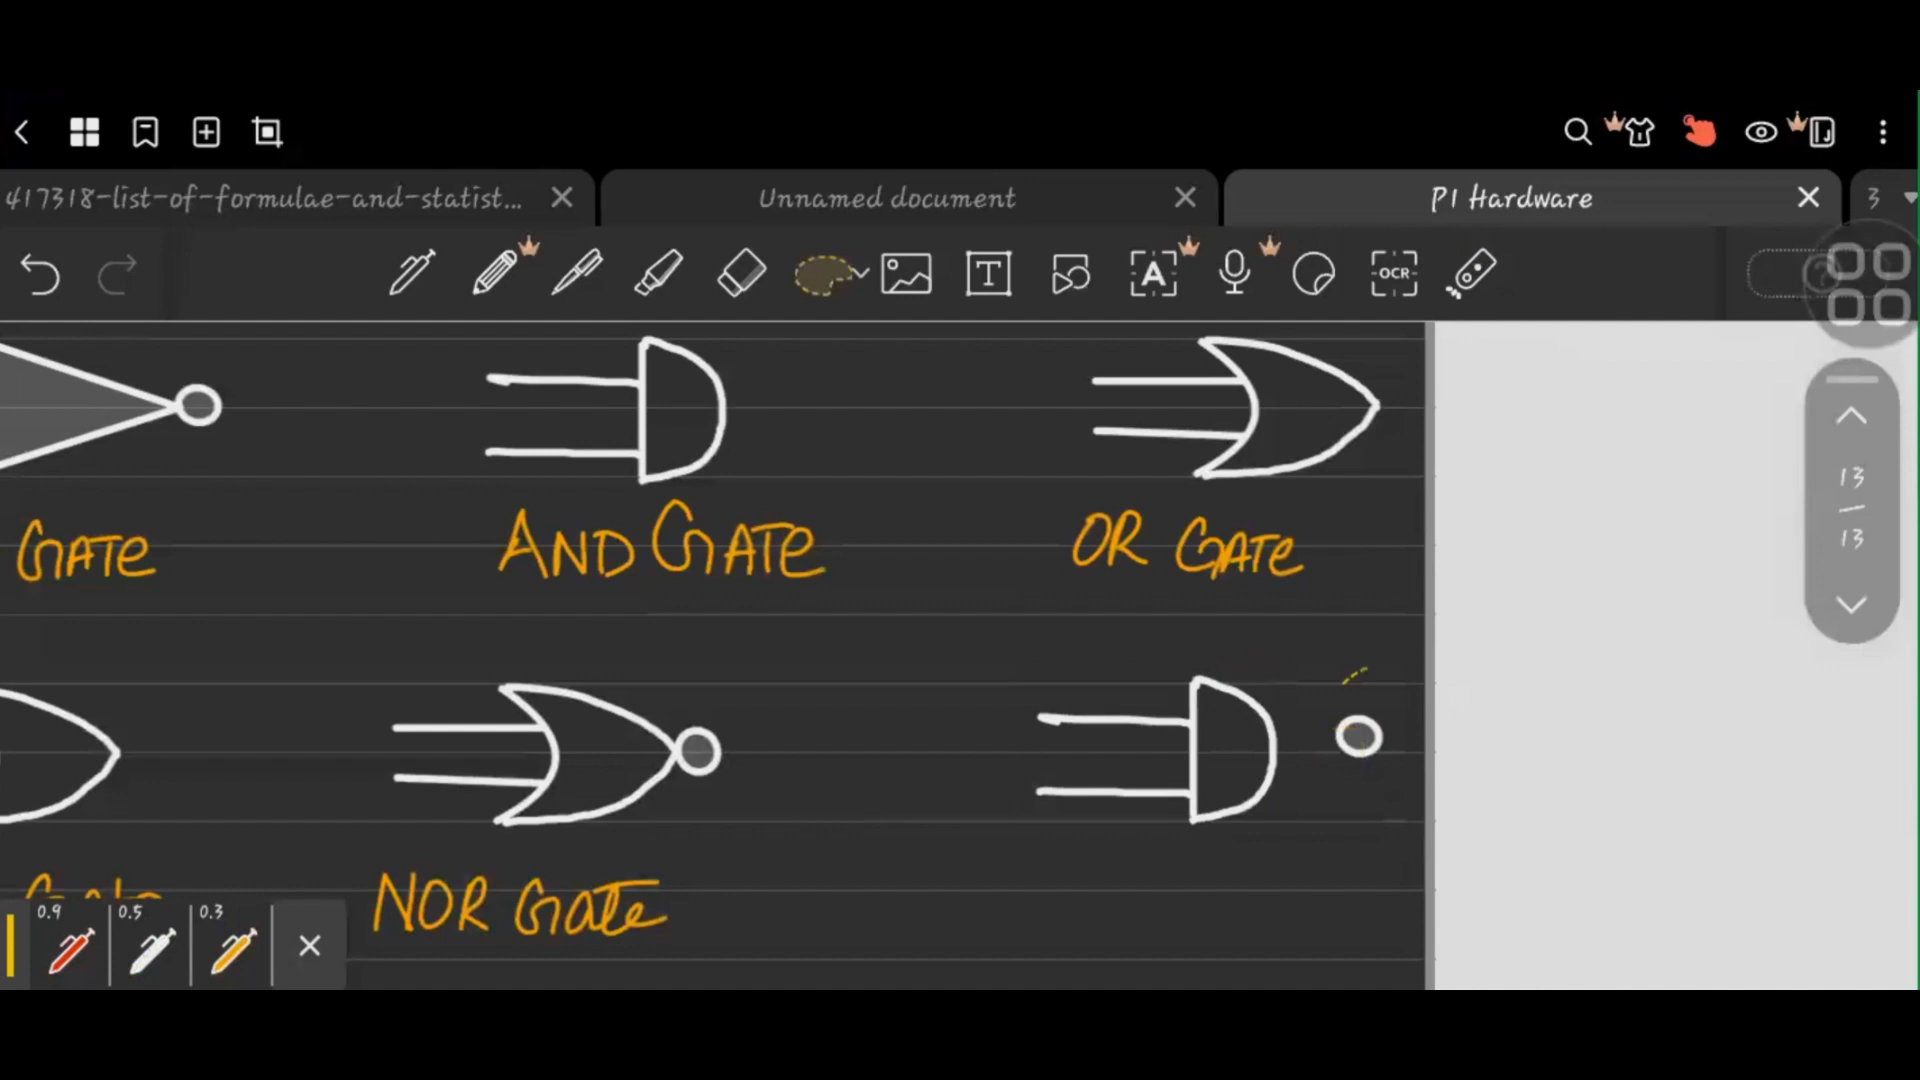 417318-list-of-formulae-and-statist...
Unnamed document
P1 Hardware
3
A
T
OCR
13
13
GATE
AND GATE
OR GATE
NOR Gate
0.9
0.5
0.3